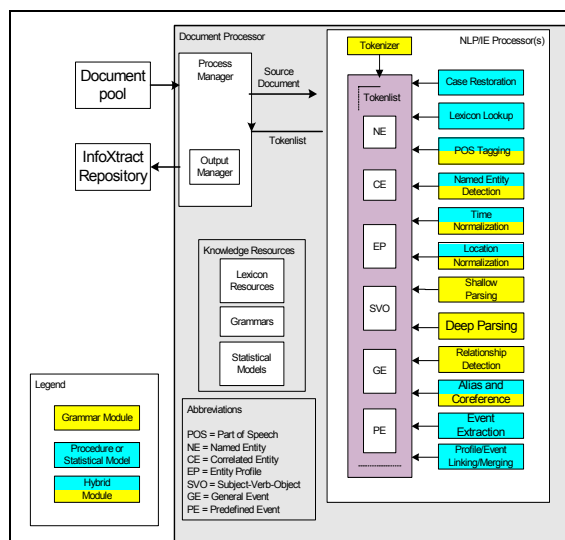 Document Processor
NLP/IE Processor(s)
Document
pool
InfoXtract
Repository
Process
Manager
Output
Manager
Source
Document
Tokenlist
Tokenizer
Tokenlist
NE
CE
EP
SVO
GE
PE
Case Restoration
Lexicon Lookup
POS Tagging
Named Entity
Detection
Time
Normalization
Location
Normalization
Shallow
Parsing
Deep Parsing
Relationship
Detection
Alias and
Coreference
Event
Extraction
Profile/Event
Linking/Merging
Knowledge Resources
Lexicon
Resources
Grammars
Statistical
Models
Legend
Grammar Module
Procedure or
Statistical Model
Hybrid
Module
Abbreviations
POS = Part of Speech
NE = Named Entity
CE = Correlated Entity
EP = Entity Profile
SVO = Subject-Verb-Object
GE = General Event
PE = Predefined Event